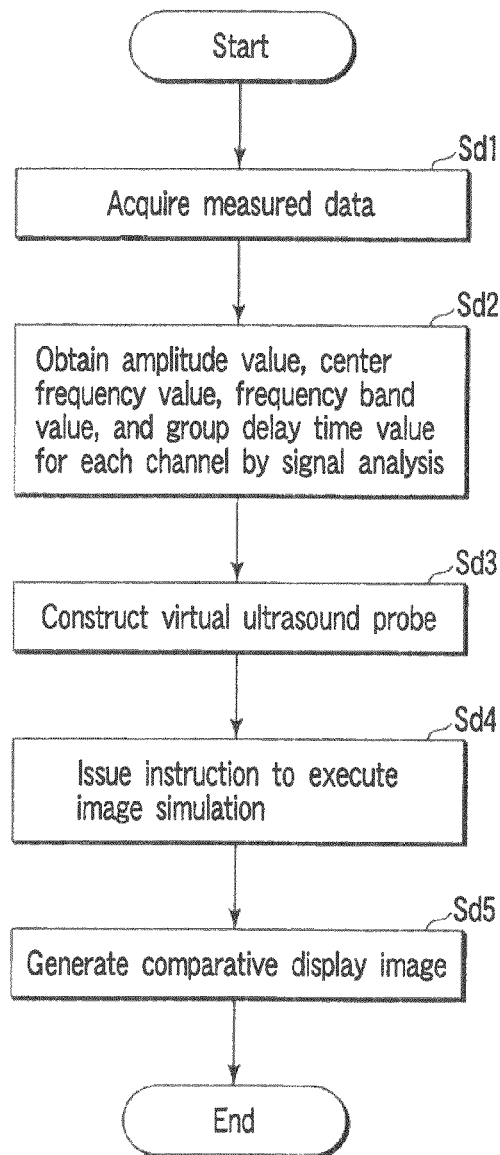 Start
Sd1
Acquire measured data
Sd2
Obtain amplitude value, center
frequency value, frequency band
value, and group delay time value
for each channel by signal analysis
Sd3
Construct virtual ultrasound probe
Sd4
Issue instruction to execute
image simulation
Sd5
Generate comparative display image
End